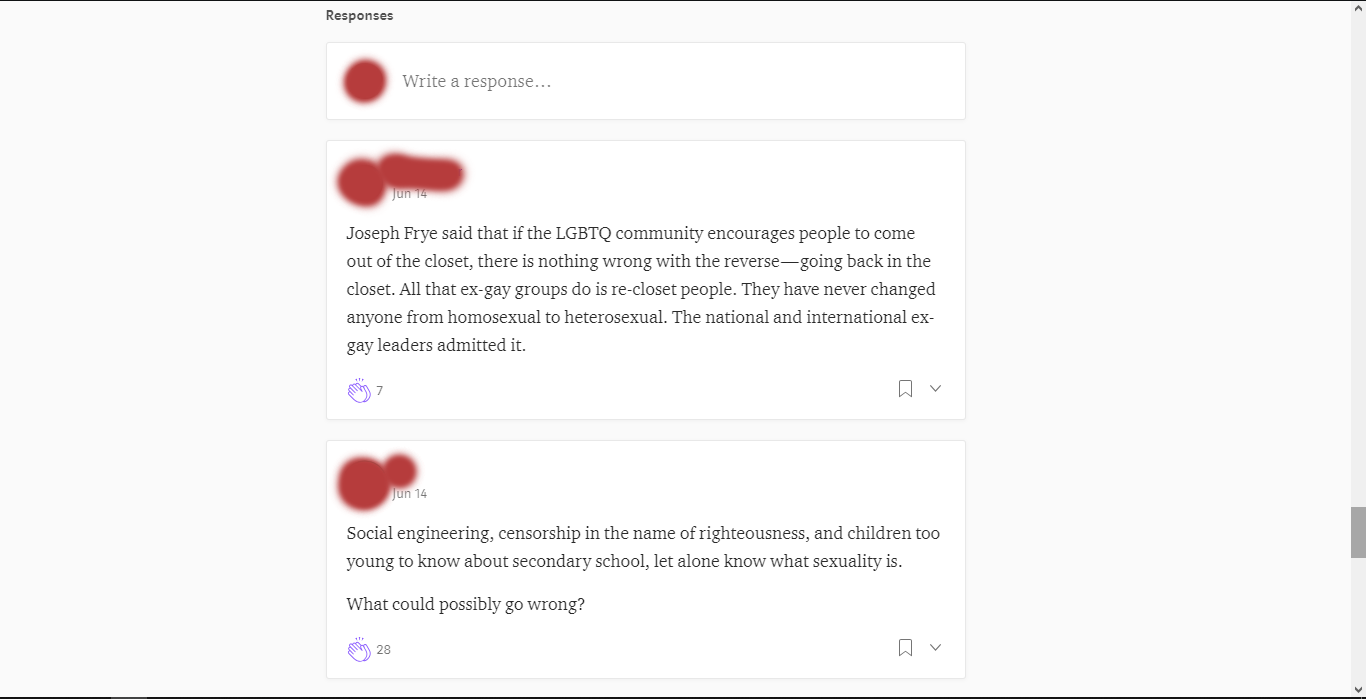 Responses
Write a response…
Jun 14
Joseph Frye said that if the LGBTQ community encourages people to come
out of the closet, there is nothing wrong with the reverse — going back in the
closet. All that ex-gay groups do is re-closet people. They have never changed
anyone from homosexual to heterosexual. The national and international ex-
gay leaders admitted it.
7
Jun 14
Social engineering, censorship in the name of righteousness, and children too
young to know about secondary school, let alone know what sexuality is.
What could possibly go wrong?
28